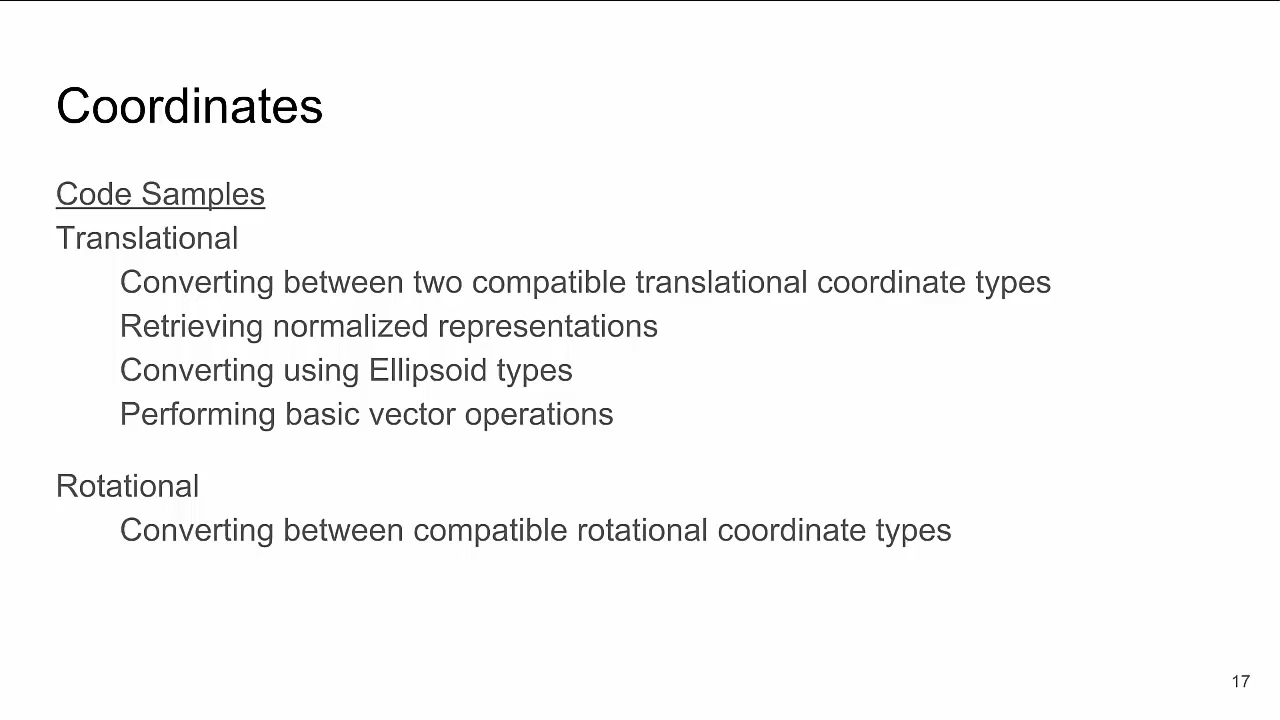 Coordinates
Code Samples
Translational
Converting between two compatible translational coordinate types
Retrieving normalized representations
Converting using Ellipsoid types
Performing basic vector operations
Rotational
Converting between compatible rotational coordinate types
17